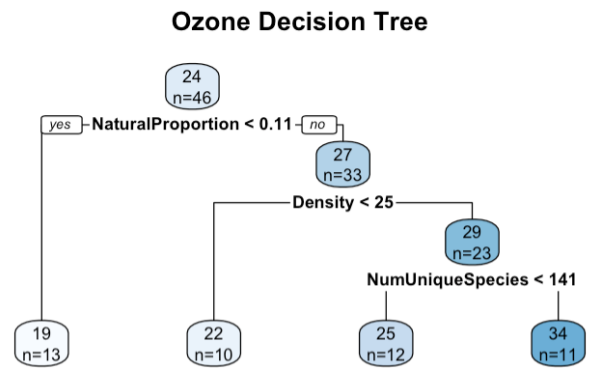 Ozone Decision Tree
24
n=46
yes NaturalProportion < 0.11 no
27
n=33
Density < 25
29
n=23
NumUniqueSpecies < 141
19
n=13
22
n=10
25
n=12
34
n=11